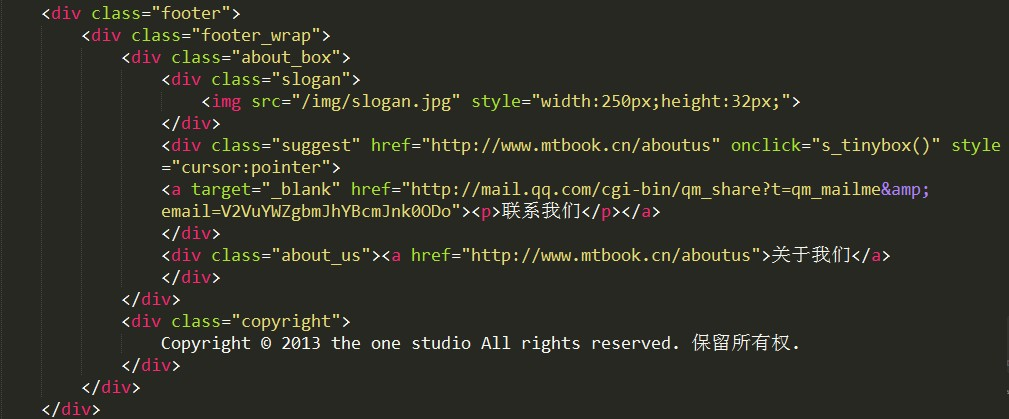 <div class="footer">
<div class="footer_wrap">
<div class="about_box">
<div class="slogan">
<img src="/img/slogan.jpg" style="width:250px;height:32px;">
</div>
<div class="suggest" href="http://www.mtbook.cn/aboutus" onclick="s_tinybox()" style
="cursor:pointer">
<a target="_blank" href="http://mail.qq.com/cgi-bin/qm_share?t=qm_mailme&amp;
email=V2VuYWZgbmJhYBcmJnk0ODo"><p>联系我们</p></a>
</div>
<div class="about_us"><a href="http://www.mtbook.cn/aboutus">关于我们</a>
</div>
</div>
<div class="copyright">
Copyright © 2013 the one studio All rights reserved. 保留所有权.
</div>
</div>
</div>